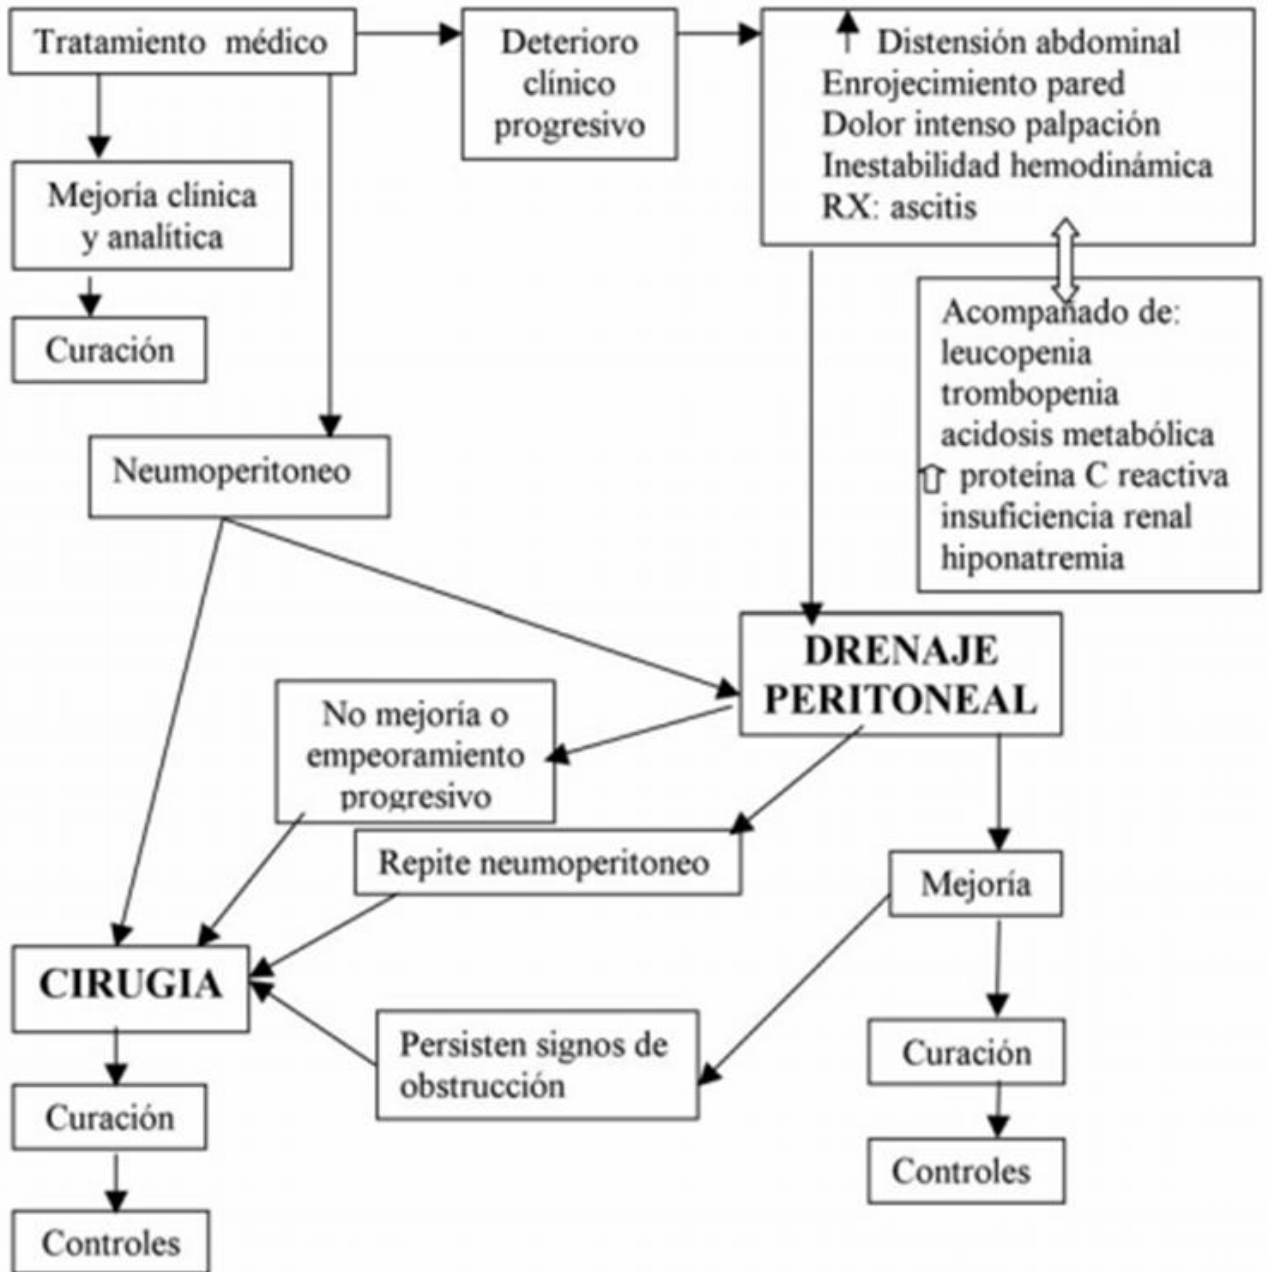 Tratamiento médico
Deterioro
clínico
progresivo
Distensión abdominal
Enrojecimiento pared
Dolor intenso palpación
Inestabilidad hemodinámica
RX: ascitis
Mejoría clínica
y analítica
Curación
Acompañado de:
leucopenia
trombopenia
acidosis metabólica
proteína C reactiva
insuficiencia renal
hiponatremia
Neumoperitoneo
DRENAJE
PERITONEAL
No mejoría o
empeoramiento
progresivo
Repite neumoperitoneo
Mejoría
CIRUGIA
Persisten signos de
obstrucción
Curación
Controles
Curación
Controles